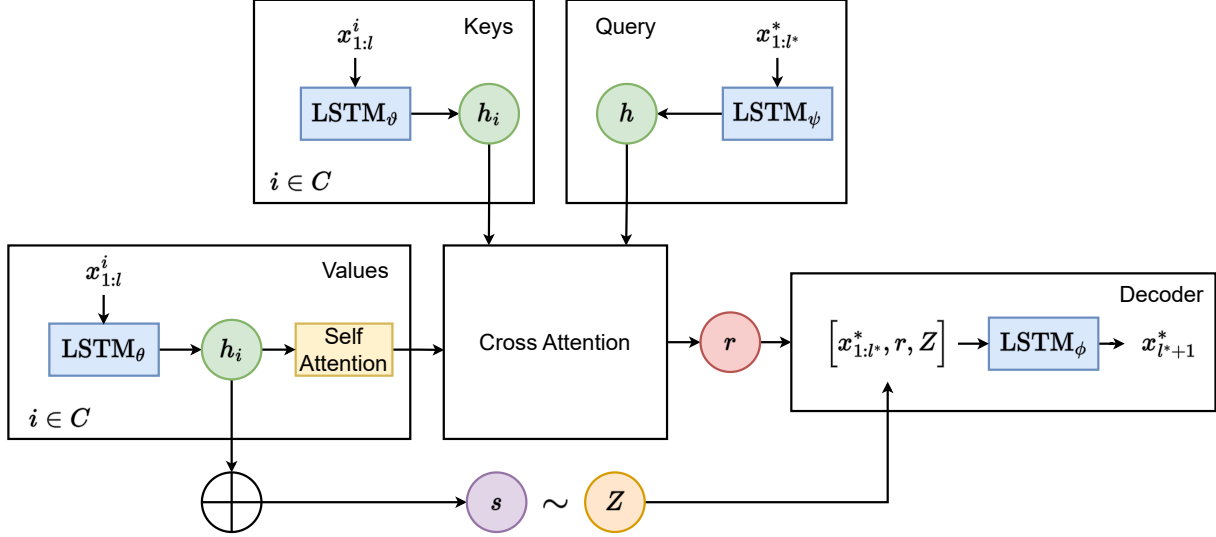 Keys
x^i_{1:l}
LSTM_ϑ
h_i
i ∈ C
Query
x^*_{1:l^*}
h
LSTM_ψ
Values
x^i_{1:l}
LSTM_θ
h_i
Self
Attention
i ∈ C
Cross Attention
r
Decoder
[x^*_{1:l^*}, r, Z]
LSTM_ϕ
x^*_{l^*+1}
s
~
Z